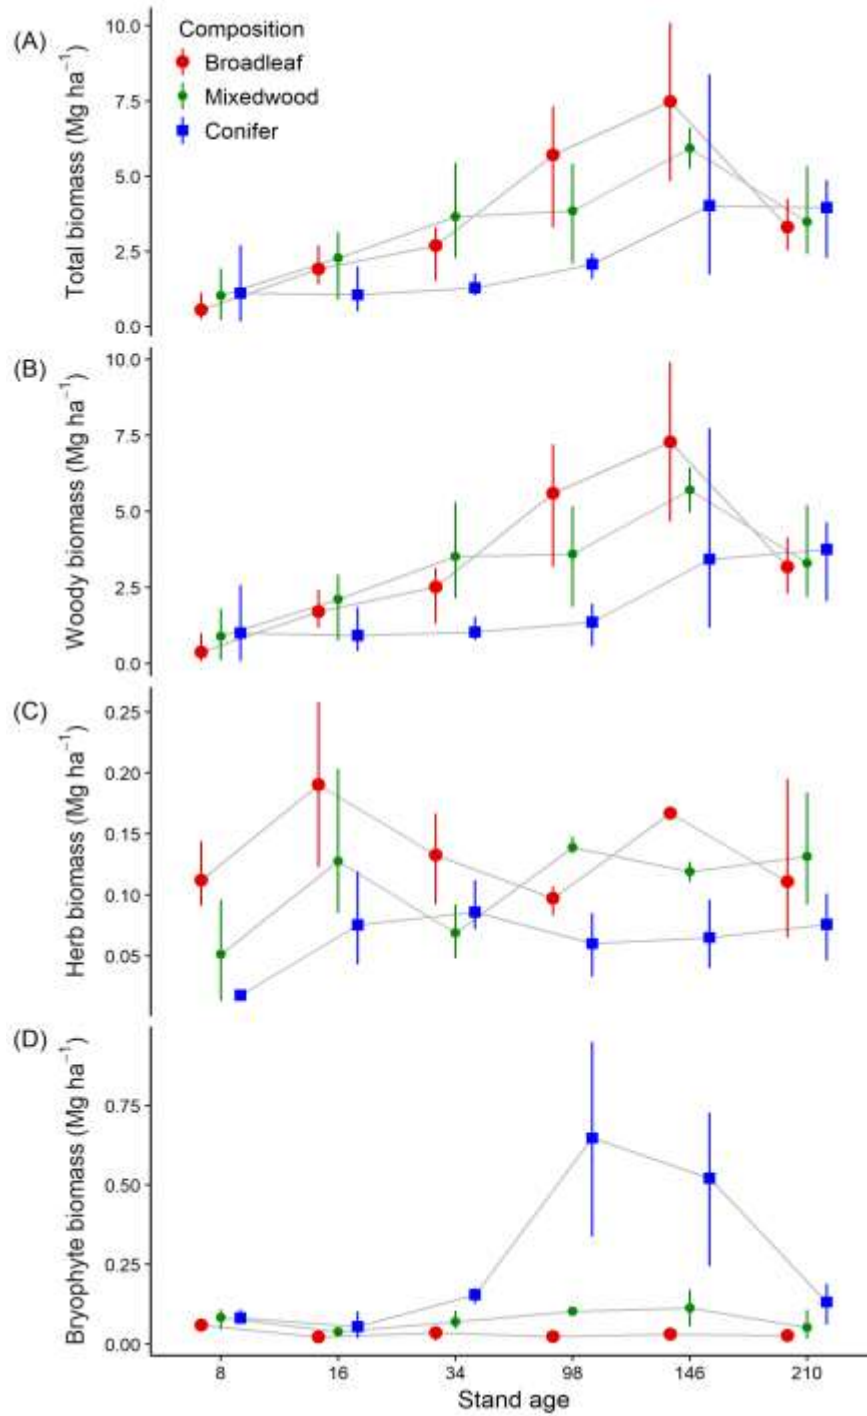 (A)
Composition
Broadleaf
Mixedwood
Conifer
Total biomass (Mg ha⁻¹)
10.0
7.5
5.0
2.5
0.0
(B)
Woody biomass (Mg ha⁻¹)
10.0
7.5
5.0
2.5
0.0
(C)
Herb biomass (Mg ha⁻¹)
0.25
0.20
0.15
0.10
0.05
(D)
Bryophyte biomass (Mg ha⁻¹)
0.75
0.50
0.25
0.00
8 16 34 98 146 210
Stand age